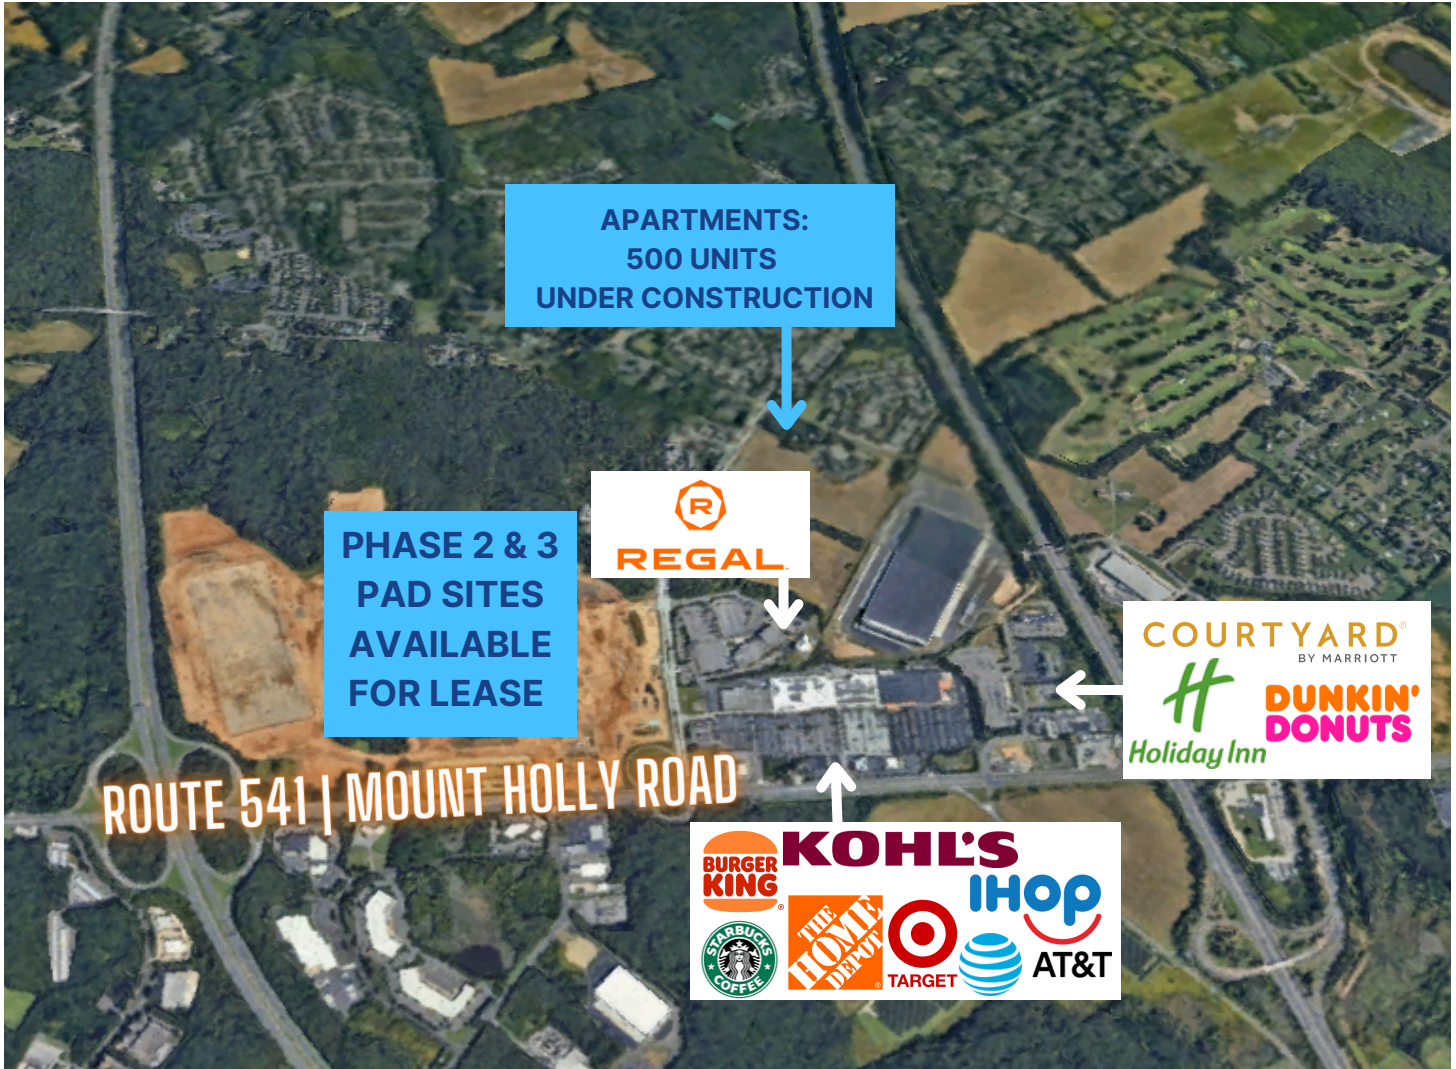 APARTMENTS:
500 UNITS
UNDER CONSTRUCTION
R
REGAL
PHASE 2 & 3
PAD SITES
AVAILABLE
FOR LEASE
COURTYARD®
BY MARRIOTT
H
Holiday Inn
DUNKIN'
DONUTS
ROUTE 541 | MOUNT HOLLY ROAD
BURGER
KING®
KOHL'S
IHOP
STARBUCKS
COFFEE
THE
HOME
DEPOT®
TARGET
AT&T